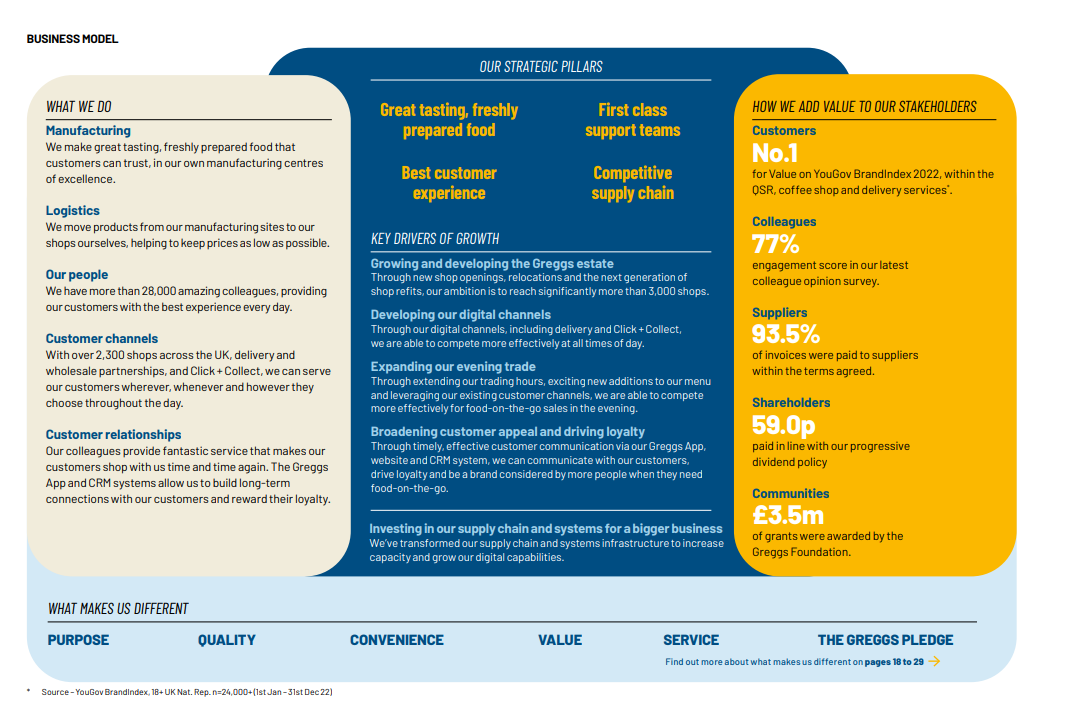 BUSINESS MODEL
WHAT WE DO
Manufacturing
We make great tasting, freshly prepared food that
customers can trust, in our own manufacturing centres
of excellence.
Logistics
We move products from our manufacturing sites to our
shops ourselves, helping to keep prices as low as possible.
Our people
We have more than 28,000 amazing colleagues, providing
our customers with the best experience every day.
Customer channels
With over 2,300 shops across the UK, delivery and
wholesale partnerships, and Click + Collect, we can serve
our customers wherever, whenever and however they
choose throughout the day.
Customer relationships
Our colleagues provide fantastic service that makes our
customers shop with us time and time again. The Greggs
App and CRM systems allow us to build long-term
connections with our customers and reward their loyalty.
OUR STRATEGIC PILLARS
Great tasting, freshly
prepared food
First class
support teams
Best customer
experience
Competitive
supply chain
KEY DRIVERS OF GROWTH
Growing and developing the Greggs estate
Through new shop openings, relocations and the next generation of
shop refits, our ambition is to reach significantly more than 3,000 shops.
Developing our digital channels
Through our digital channels, including delivery and Click + Collect,
we are able to compete more effectively at all times of day.
Expanding our evening trade
Through extending our trading hours, exciting new additions to our menu
and leveraging our existing customer channels, we are able to compete
more effectively for food-on-the-go sales in the evening.
Broadening customer appeal and driving loyalty
Through timely, effective customer communication via our Greggs App,
website and CRM system, we can communicate with our customers,
drive loyalty and be a brand considered by more people when they need
food-on-the-go.
Investing in our supply chain and systems for a bigger business
We've transformed our supply chain and systems infrastructure to increase
capacity and grow our digital capabilities.
HOW WE ADD VALUE TO OUR STAKEHOLDERS
Customers
No.1
for Value on YouGov BrandIndex 2022, within the
QSR, coffee shop and delivery services*.
Colleagues
77%
engagement score in our latest
colleague opinion survey.
Suppliers
93.5%
of invoices were paid to suppliers
within the terms agreed.
Shareholders
59.0p
paid in line with our progressive
dividend policy
Communities
£3.5m
of grants were awarded by the
Greggs Foundation.
WHAT MAKES US DIFFERENT
PURPOSE QUALITY CONVENIENCE VALUE SERVICE THE GREGGS PLEDGE
Find out more about what makes us different on pages 18 to 29 →
* Source – YouGov BrandIndex, 18+ UK Nat. Rep. n=24,000+ (1st Jan – 31st Dec 22)